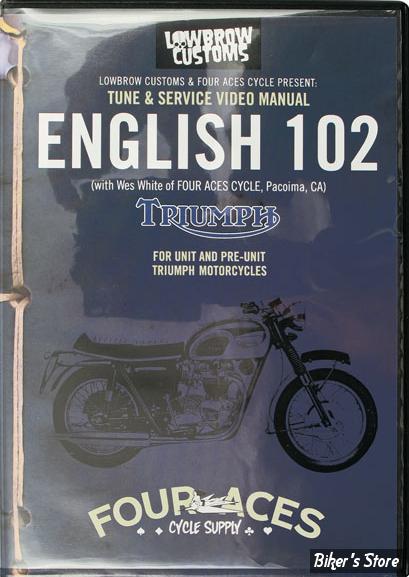 LOWBROW
CUSTOMS
LOWBROW CUSTOMS & FOUR ACES CYCLE PRESENT:
TUNE & SERVICE VIDEO MANUAL
ENGLISH 102
(with Wes White of FOUR ACES CYCLE, Pacoima, CA)
TRIUMPH
FOR UNIT AND PRE-UNIT
TRIUMPH MOTORCYCLES
FOUR ACES
CYCLE SUPPLY
Biker's Store